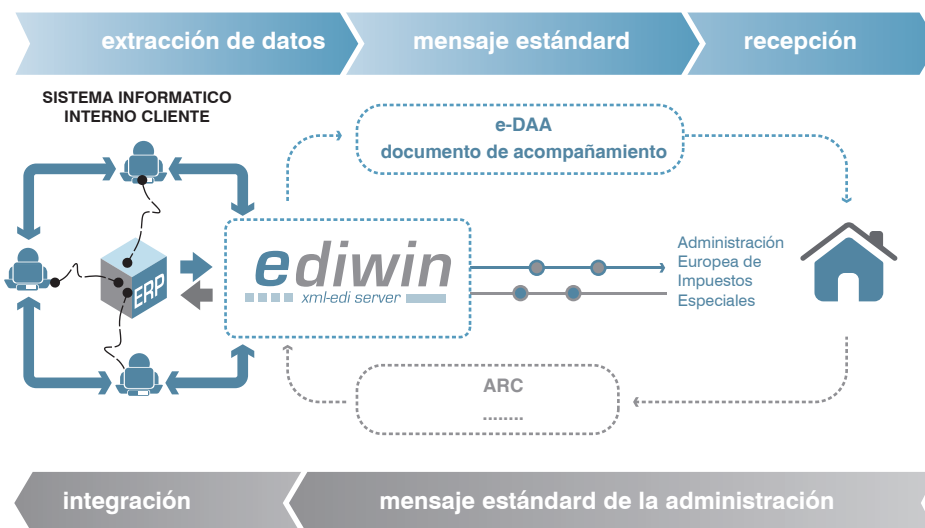 extracción de datos
mensaje estándard
recepción
SISTEMA INFORMATICO
INTERNO CLIENTE
e-DAA
documento de acompañamiento
ERP
ediwin
xml-edi server
Administración
Europea de
Impuestos
Especiales
ARC
........
integración
mensaje estándard de la administración